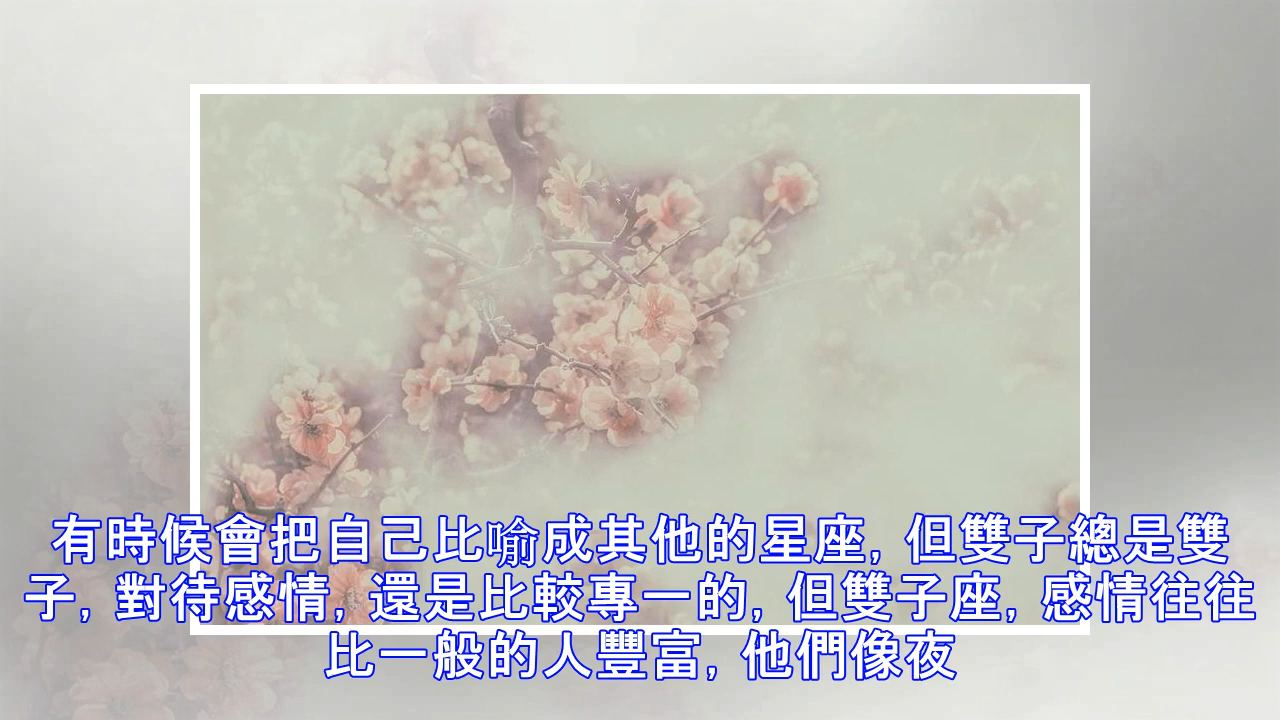 有時候會把自己比喻成其他的星座, 但雙子總是雙
子, 對待感情, 還是比較專一的, 但雙子座, 感情往往
比一般的人豐富, 他們像夜